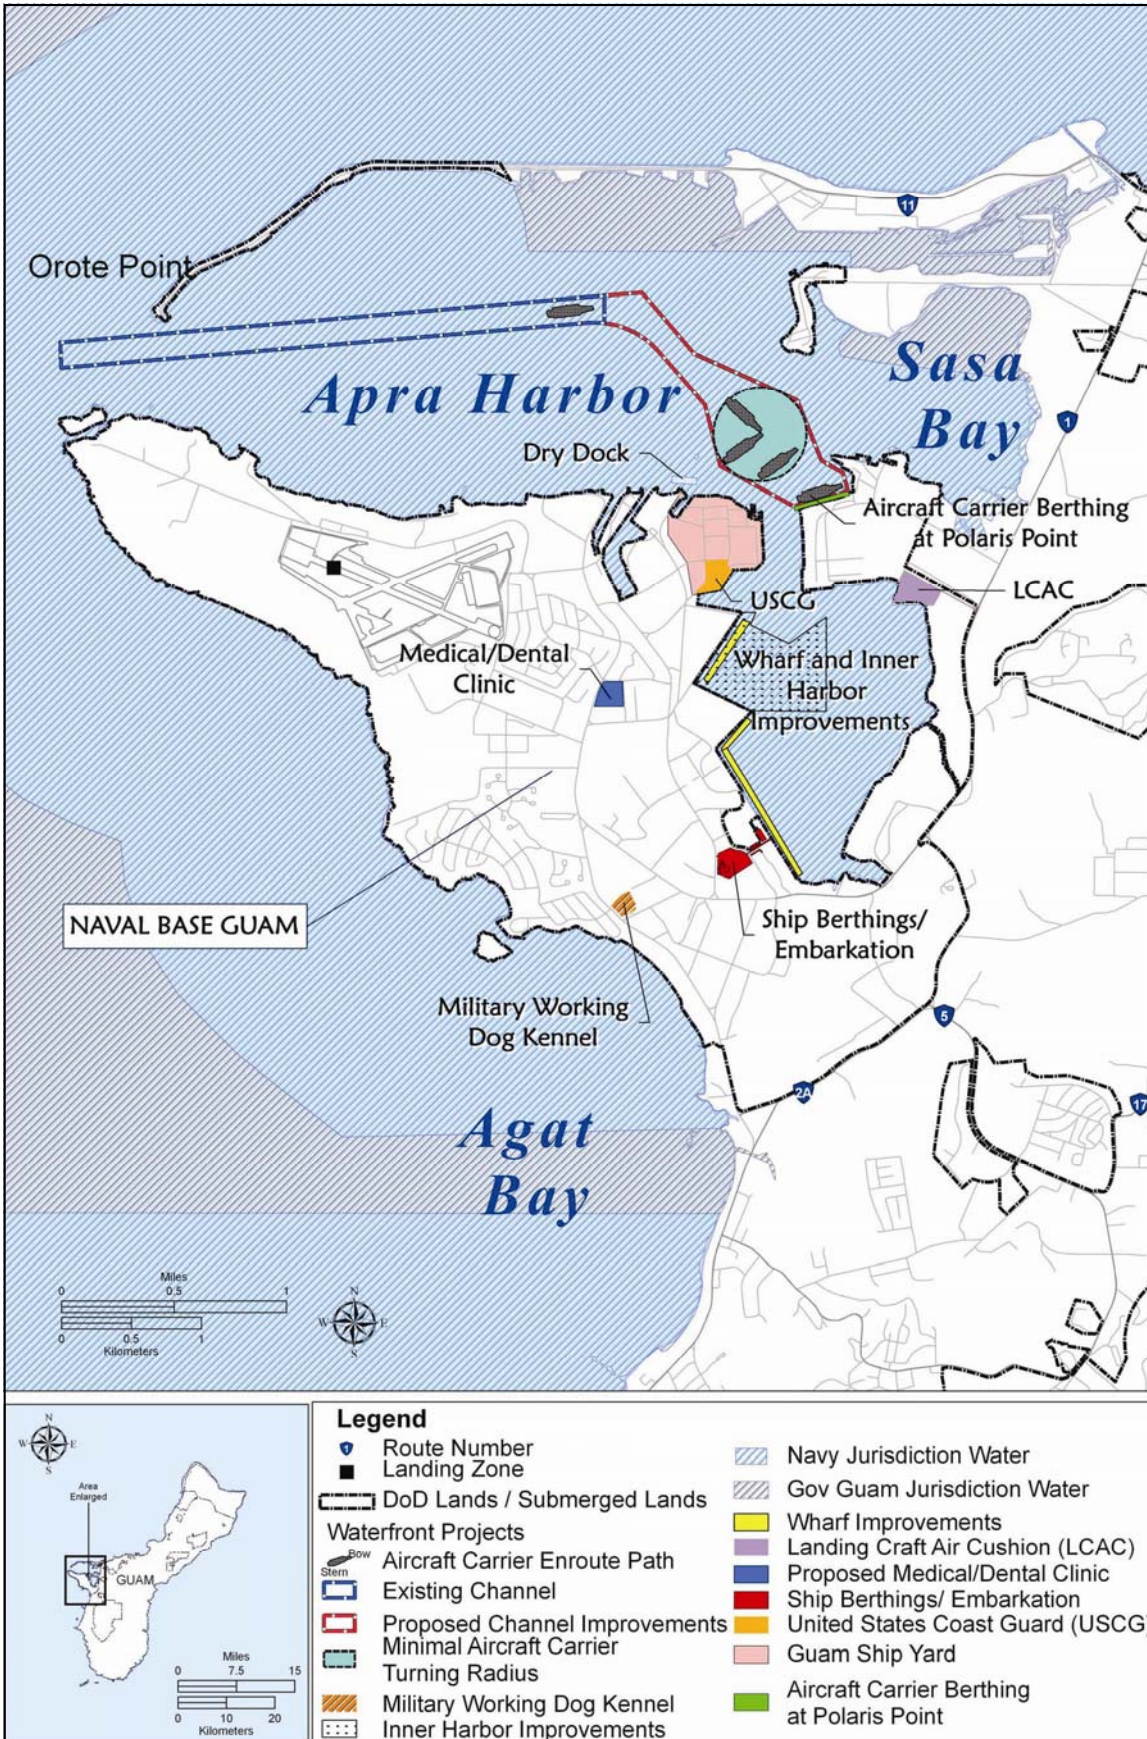 11
Orote Point
Sasa
Bay
Apra Harbor
1
Dry Dock
Aircraft Carrier Berthing
at Polaris Point
USCG
LCAC
Medical/Dental
Clinic
Wharf and Inner
Harbor
Improvements
NAVAL BASE GUAM
Ship Berthings/
Embarkation
Military Working
Dog Kennel
5
2A
17
Agat
Bay
Miles
0 0.5 1
0 0.5 1
Kilometers
N
W E
S
N
W E
S
Area
Enlarged
GUAM
Miles
0 7.5 15
0 10 20
Kilometers
Legend
1 Route Number
Landing Zone
DoD Lands / Submerged Lands
Waterfront Projects
Bow
Stern
Aircraft Carrier Enroute Path
Existing Channel
Proposed Channel Improvements
Minimal Aircraft Carrier
Turning Radius
Military Working Dog Kennel
Inner Harbor Improvements
Navy Jurisdiction Water
Gov Guam Jurisdiction Water
Wharf Improvements
Landing Craft Air Cushion (LCAC)
Proposed Medical/Dental Clinic
Ship Berthings/ Embarkation
United States Coast Guard (USCG)
Guam Ship Yard
Aircraft Carrier Berthing
at Polaris Point